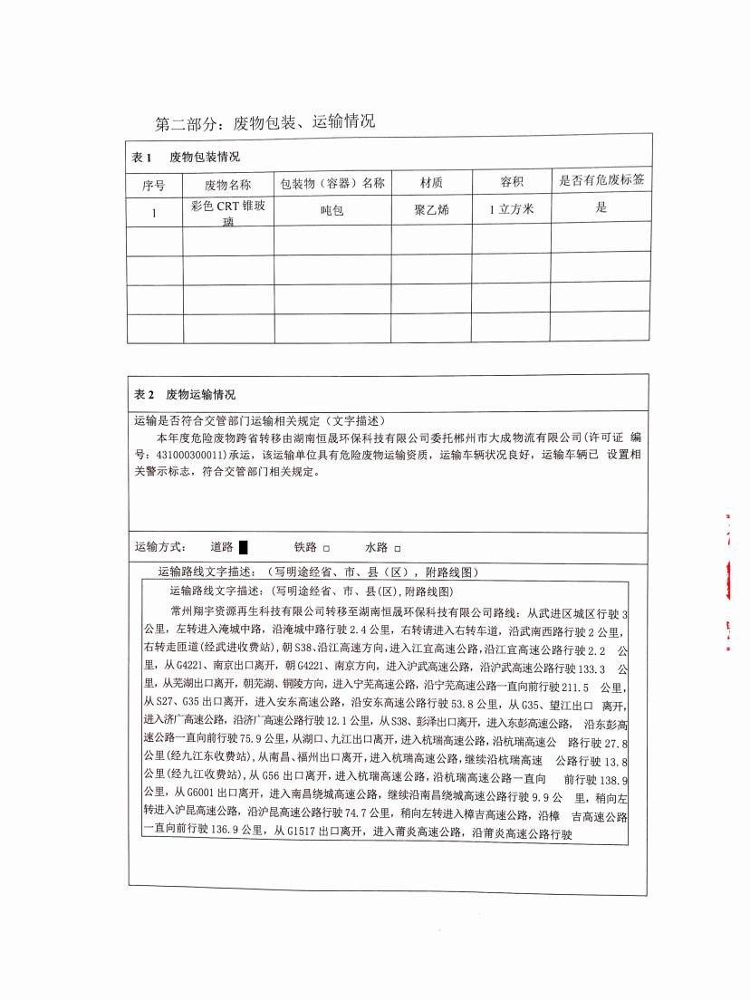 第二部分：废物包装、运输情况
表 1 废物包装情况
序号 废物名称 包装物（容器）名称 材质 容积 是否有危废标签
1 彩色 CRT 锥玻璃 吨包 聚乙烯 1 立方米 是
表 2 废物运输情况
运输是否符合交管部门运输相关规定（文字描述）
本年度危险废物跨省转移由湖南恒晟环保科技有限公司委托郴州市大成物流有限公司(许可证 编
号: 431000300011)承运，该运输单位具有危险废物运输资质，运输车辆状况良好，运输车辆已 设置相
关警示标志，符合交管部门相关规定。
运输方式： 道路 ■ 铁路 □ 水路 □
运输路线文字描述：（写明途经省、市、县（区），附路线图）
运输路线文字描述：(写明途经省、市、县(区),附路线图)
常州翔宇资源再生科技有限公司转移至湖南恒晟环保科技有限公司路线：从武进区城区行驶 3
公里，左转进入淹城中路，沿淹城中路行驶 2.4 公里，右转请进入右转车道，沿武南西路行驶 2 公里，
右转走匝道(经武进收费站),朝 S38、沿江高速方向,进入江宜高速公路,沿江宜高速公路行驶 2.2 公
里，从 G4221、南京出口离开，朝 G4221、南京方向，进入沪武高速公路，沿沪武高速公路行驶 133.3 公
里，从芜湖出口离开，朝芜湖、铜陵方向，进入宁芜高速公路，沿宁芜高速公路一直向前行驶 211.5 公里，
从 S27、G35 出口离开，进入安东高速公路，沿安东高速公路行驶 53.8 公里，从 G35、望江出口 离开，
进入济广高速公路，沿济广高速公路行驶 12.1 公里，从 S38、彭泽出口离开，进入东彭高速公路， 沿东彭高
速公路一直向前行驶 75.9 公里，从湖口、九江出口离开，进入杭瑞高速公路，沿杭瑞高速公 路行驶 27.8
公里(经九江东收费站),从南昌、福州出口离开,进入杭瑞高速公路,继续沿杭瑞高速 公路行驶 13.8
公里(经九江收费站),从 G56 出口离开，进入杭瑞高速公路，沿杭瑞高速公路一直向 前行驶 138.9
公里，从 G6001 出口离开，进入南昌绕城高速公路，继续沿南昌绕城高速公路行驶 9.9 公 里，稍向左
转进入沪昆高速公路，沿沪昆高速公路行驶 74.7 公里，稍向左转进入樟吉高速公路，沿樟 吉高速公路
一直向前行驶 136.9 公里，从 G1517 出口离开，进入莆炎高速公路，沿莆炎高速公路行驶